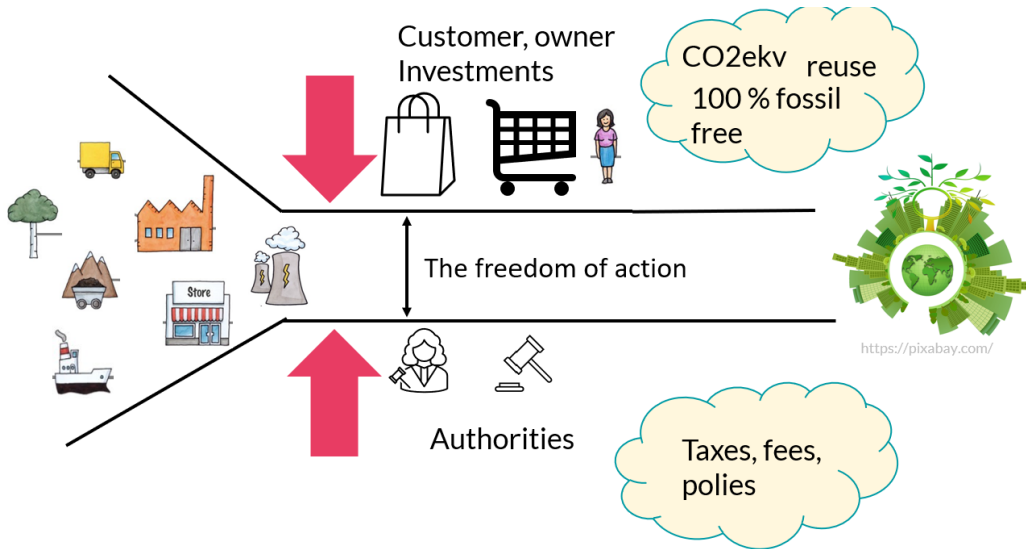 Customer, owner
Investments
CO2ekv reuse
100 % fossil
free
Store
The freedom of action
https://pixabay.com/
Authorities
Taxes, fees,
polies